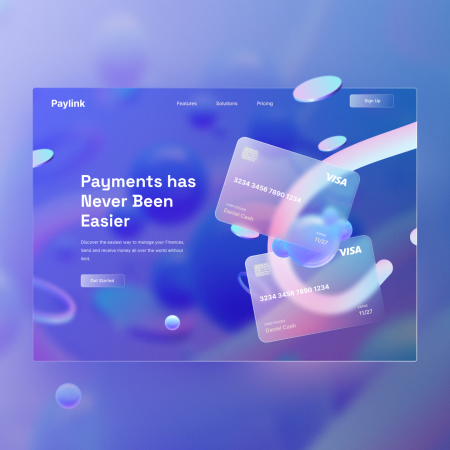 Paylink
Features
Solutions
Pricing
Sign Up
Payments has
Never Been
Easier
Discover the easiest way to manage your Finances,
Send and receive money all over the world without
limit.
Get Started
VISA
3234 3456 7890 1234
Daniel Cash
11/27
VISA
3234 3456 7890 1234
Daniel Cash
11/27